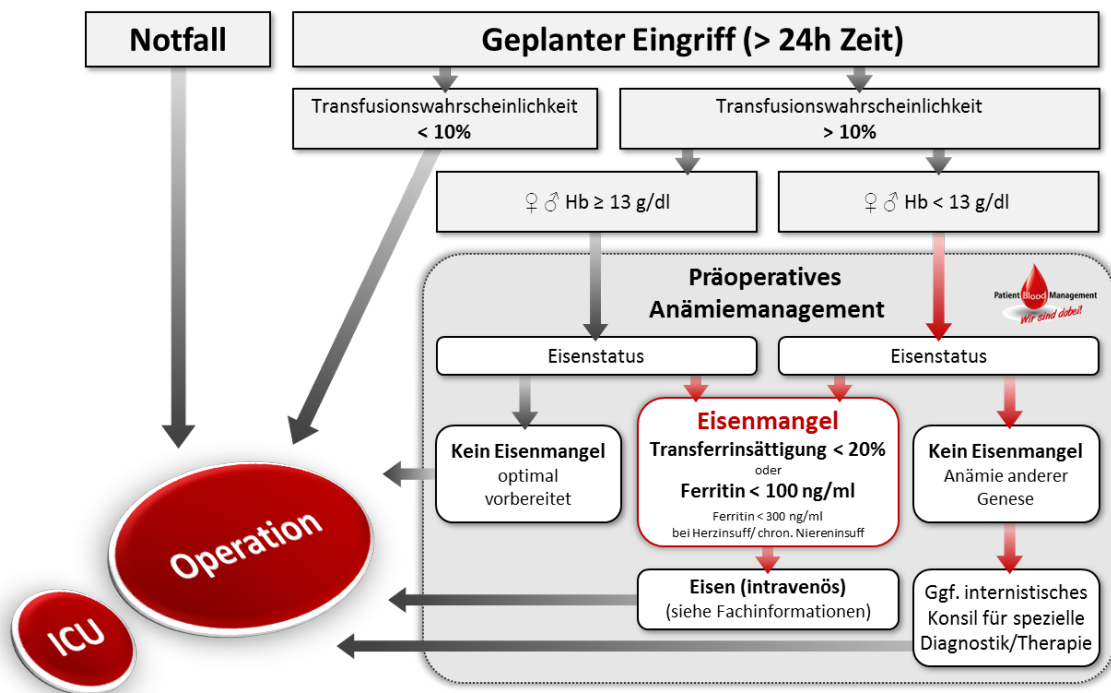 Notfall
Geplanter Eingriff (> 24h Zeit)
Transfusionswahrscheinlichkeit
< 10%
Transfusionswahrscheinlichkeit
> 10%
♀ ♂ Hb ≥ 13 g/dl
♀ ♂ Hb < 13 g/dl
Präoperatives
Anämiemanagement
Patient Blood Management
Wir sind dabei!
Eisenstatus
Eisenstatus
Kein Eisenmangel
optimal
vorbereitet
Eisenmangel
Transferrinsättigung < 20%
oder
Ferritin < 100 ng/ml
Ferritin < 300 ng/ml
bei Herzinsuff/ chron. Niereninsuff
Kein Eisenmangel
Anämie anderer
Genese
Operation
ICU
Eisen (intravenös)
(siehe Fachinformationen)
Ggf. internistisches
Konsil für spezielle
Diagnostik/Therapie